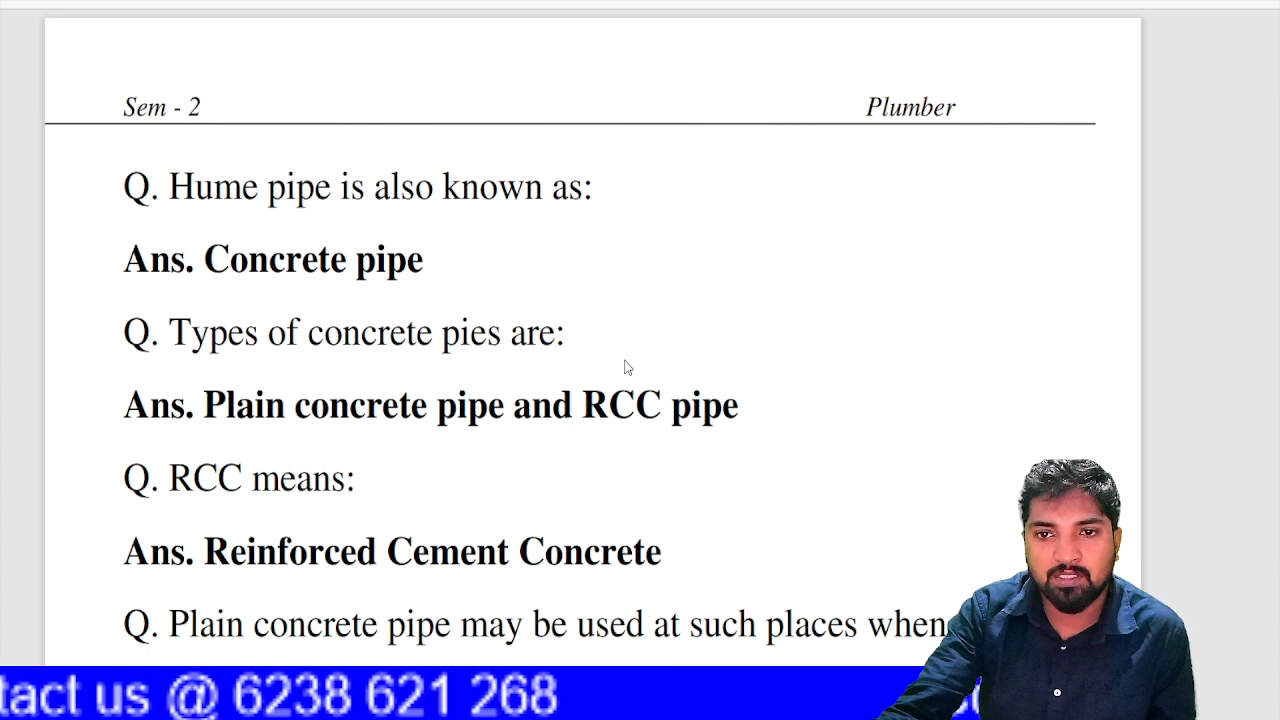 Sem - 2 Plumber
Q. Hume pipe is also known as:
Ans. Concrete pipe
Q. Types of concrete pies are:
Ans. Plain concrete pipe and RCC pipe
Q. RCC means:
Ans. Reinforced Cement Concrete
Q. Plain concrete pipe may be used at such places when
tact us @ 6238 621 268